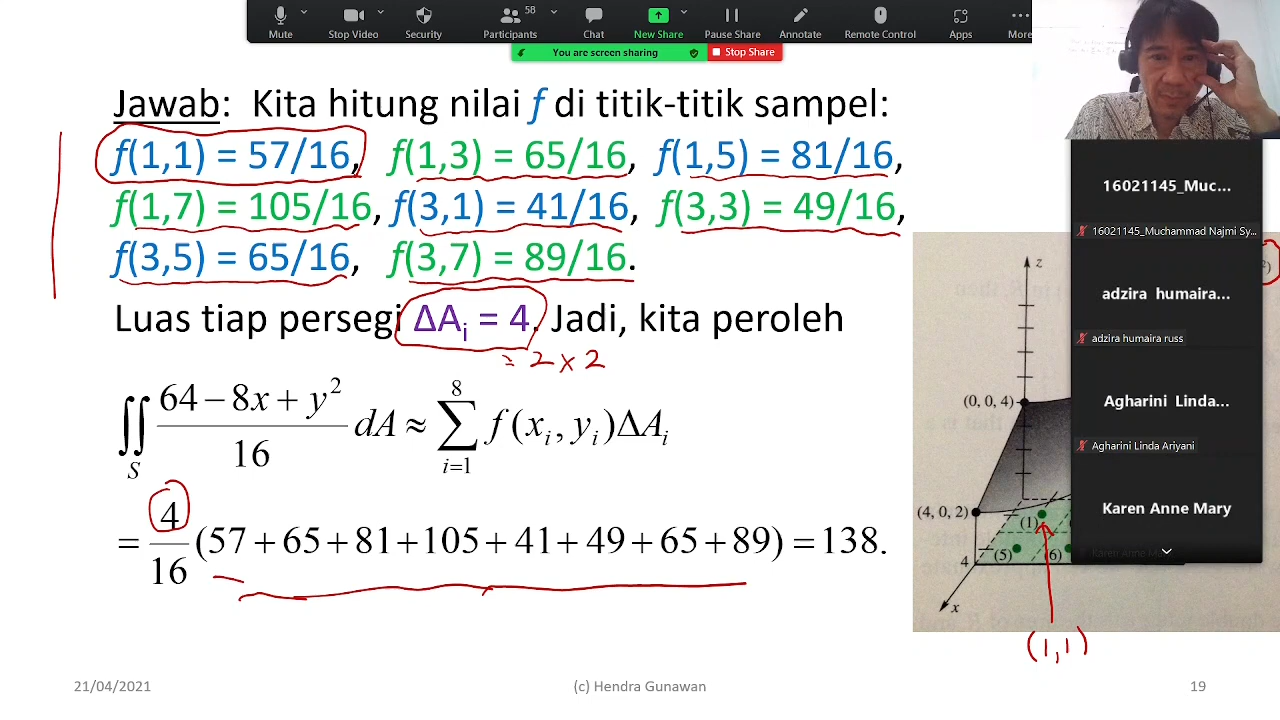 58
Mute
Stop Video
Security
Participants
Chat
New Share
Pause Share
Annotate
Remote Control
Apps
More
You are screen sharing
Stop Share
Jawab: Kita hitung nilai f di titik-titik sampel:
f(1,1) = 57/16, f(1,3) = 65/16, f(1,5) = 81/16,
f(1,7) = 105/16, f(3,1) = 41/16, f(3,3) = 49/16,
f(3,5) = 65/16, f(3,7) = 89/16.
Luas tiap persegi ΔAᵢ = 4. Jadi, kita peroleh
= 2 × 2
∬_S (64 − 8x + y²)/16 dA ≈ ∑_{i=1}^{8} f(xᵢ, yᵢ)ΔAᵢ
= 4/16 (57 + 65 + 81 + 105 + 41 + 49 + 65 + 89) = 138.
z
(0, 0, 4)
(4, 0, 2)
(1)
4
(5)
(6)
x
(1,1)
16021145_Muc...
16021145_Muchammad Najmi Sy...
adzira humaira...
adzira humaira russ
Agharini Linda...
Agharini Linda Ariyani
Karen Anne Mary
Karen Anne Mary
21/04/2021
(c) Hendra Gunawan
19